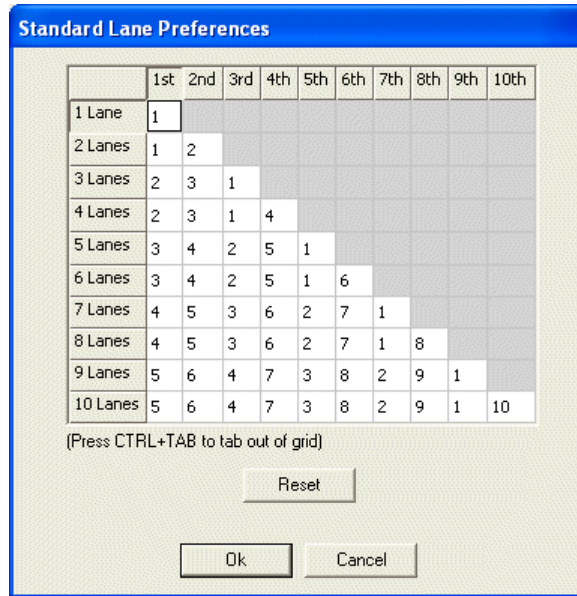 Standard Lane Preferences
1st 2nd 3rd 4th 5th 6th 7th 8th 9th 10th
1 Lane 1
2 Lanes 1 2
3 Lanes 2 3 1
4 Lanes 2 3 1 4
5 Lanes 3 4 2 5 1
6 Lanes 3 4 2 5 1 6
7 Lanes 4 5 3 6 2 7 1
8 Lanes 4 5 3 6 2 7 1 8
9 Lanes 5 6 4 7 3 8 2 9 1
10 Lanes 5 6 4 7 3 8 2 9 1 10
(Press CTRL+TAB to tab out of grid)
Reset
Ok Cancel